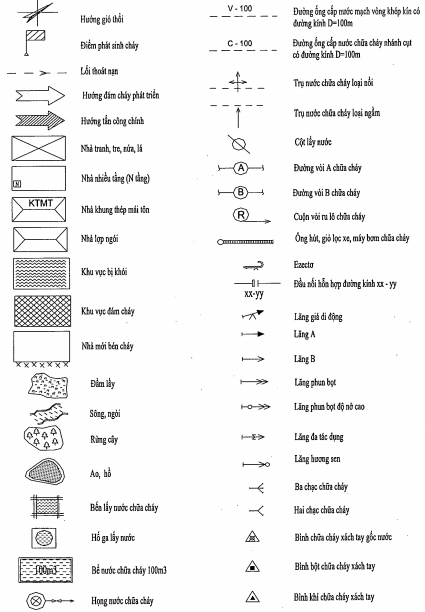 Hướng gió thổi
Điểm phát sinh cháy
Lối thoát nạn
Hướng đám cháy phát triển
Hướng tấn công chính
Nhà tranh, tre, nứa, lá
N
Nhà nhiều tầng (N tầng)
KTMT
Nhà khung thép mái tôn
Nhà lợp ngói
Khu vực bị khói
Khu vực đám cháy
Nhà mới bén cháy
Đầm lầy
Sông, ngòi
Rừng cây
Ao, hồ
Bến lấy nước chữa cháy
Hố ga lấy nước
100m3
Bể nước chữa cháy 100m3
Họng nước chữa cháy
V - 100
Đường ống cấp nước mạch vòng khép kín có
đường kính D=100m
C - 100
Đường ống cấp nước chữa cháy nhánh cụt
có đường kính D=100m
Trụ nước chữa cháy loại nổi
Trụ nước chữa cháy loại ngầm
Cột lấy nước
A
Đường vòi A chữa cháy
B
Đường vòi B chữa cháy
R
Cuộn vòi ru lô chữa cháy
Ống hút, giỏ lọc xe, máy bơm chữa cháy
Ezectơ
xx-yy
Đầu nối hỗn hợp đường kính xx - yy
Lăng giá di động
Lăng A
Lăng B
Lăng phun bọt
Lăng phun bọt độ nở cao
Lăng đa tác dụng
Lăng hương sen
Ba chạc chữa cháy
Hai chạc chữa cháy
Bình chữa cháy xách tay gốc nước
Bình bột chữa cháy xách tay
Bình khí chữa cháy xách tay